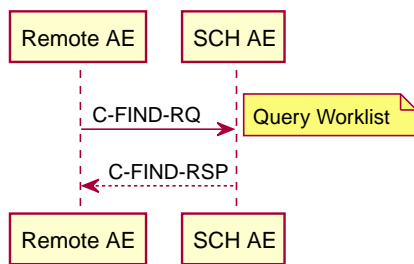 Remote AE
SCH AE
C-FIND-RQ
Query Worklist
C-FIND-RSP
Remote AE
SCH AE